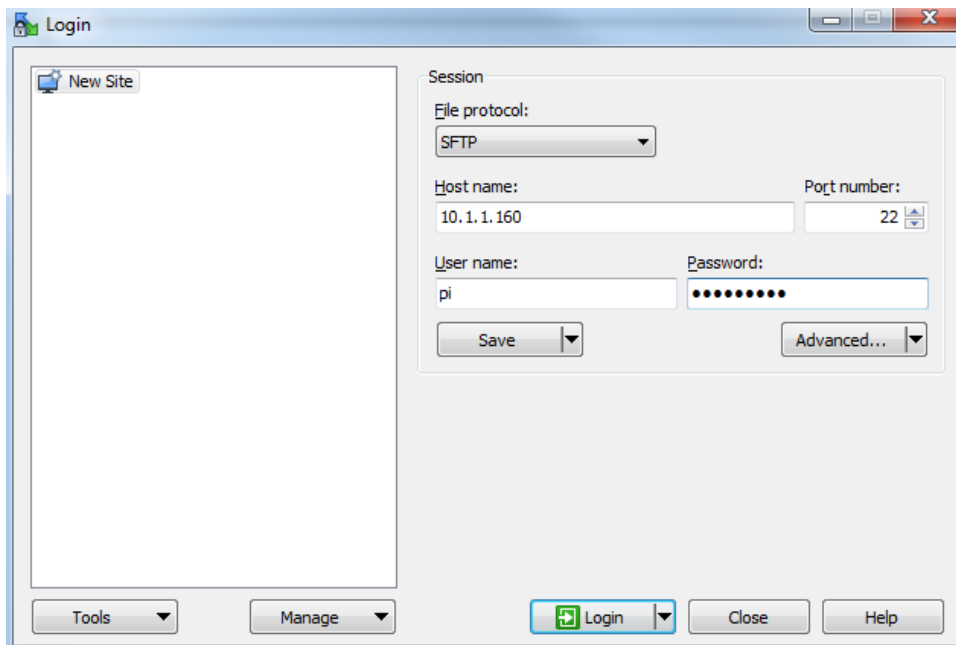 Login
New Site
Session
File protocol:
SFTP
Host name:
Port number:
10.1.1.160
22
User name:
Password:
pi
●●●●●●●●●
Save
Advanced...
Tools
Manage
Login
Close
Help